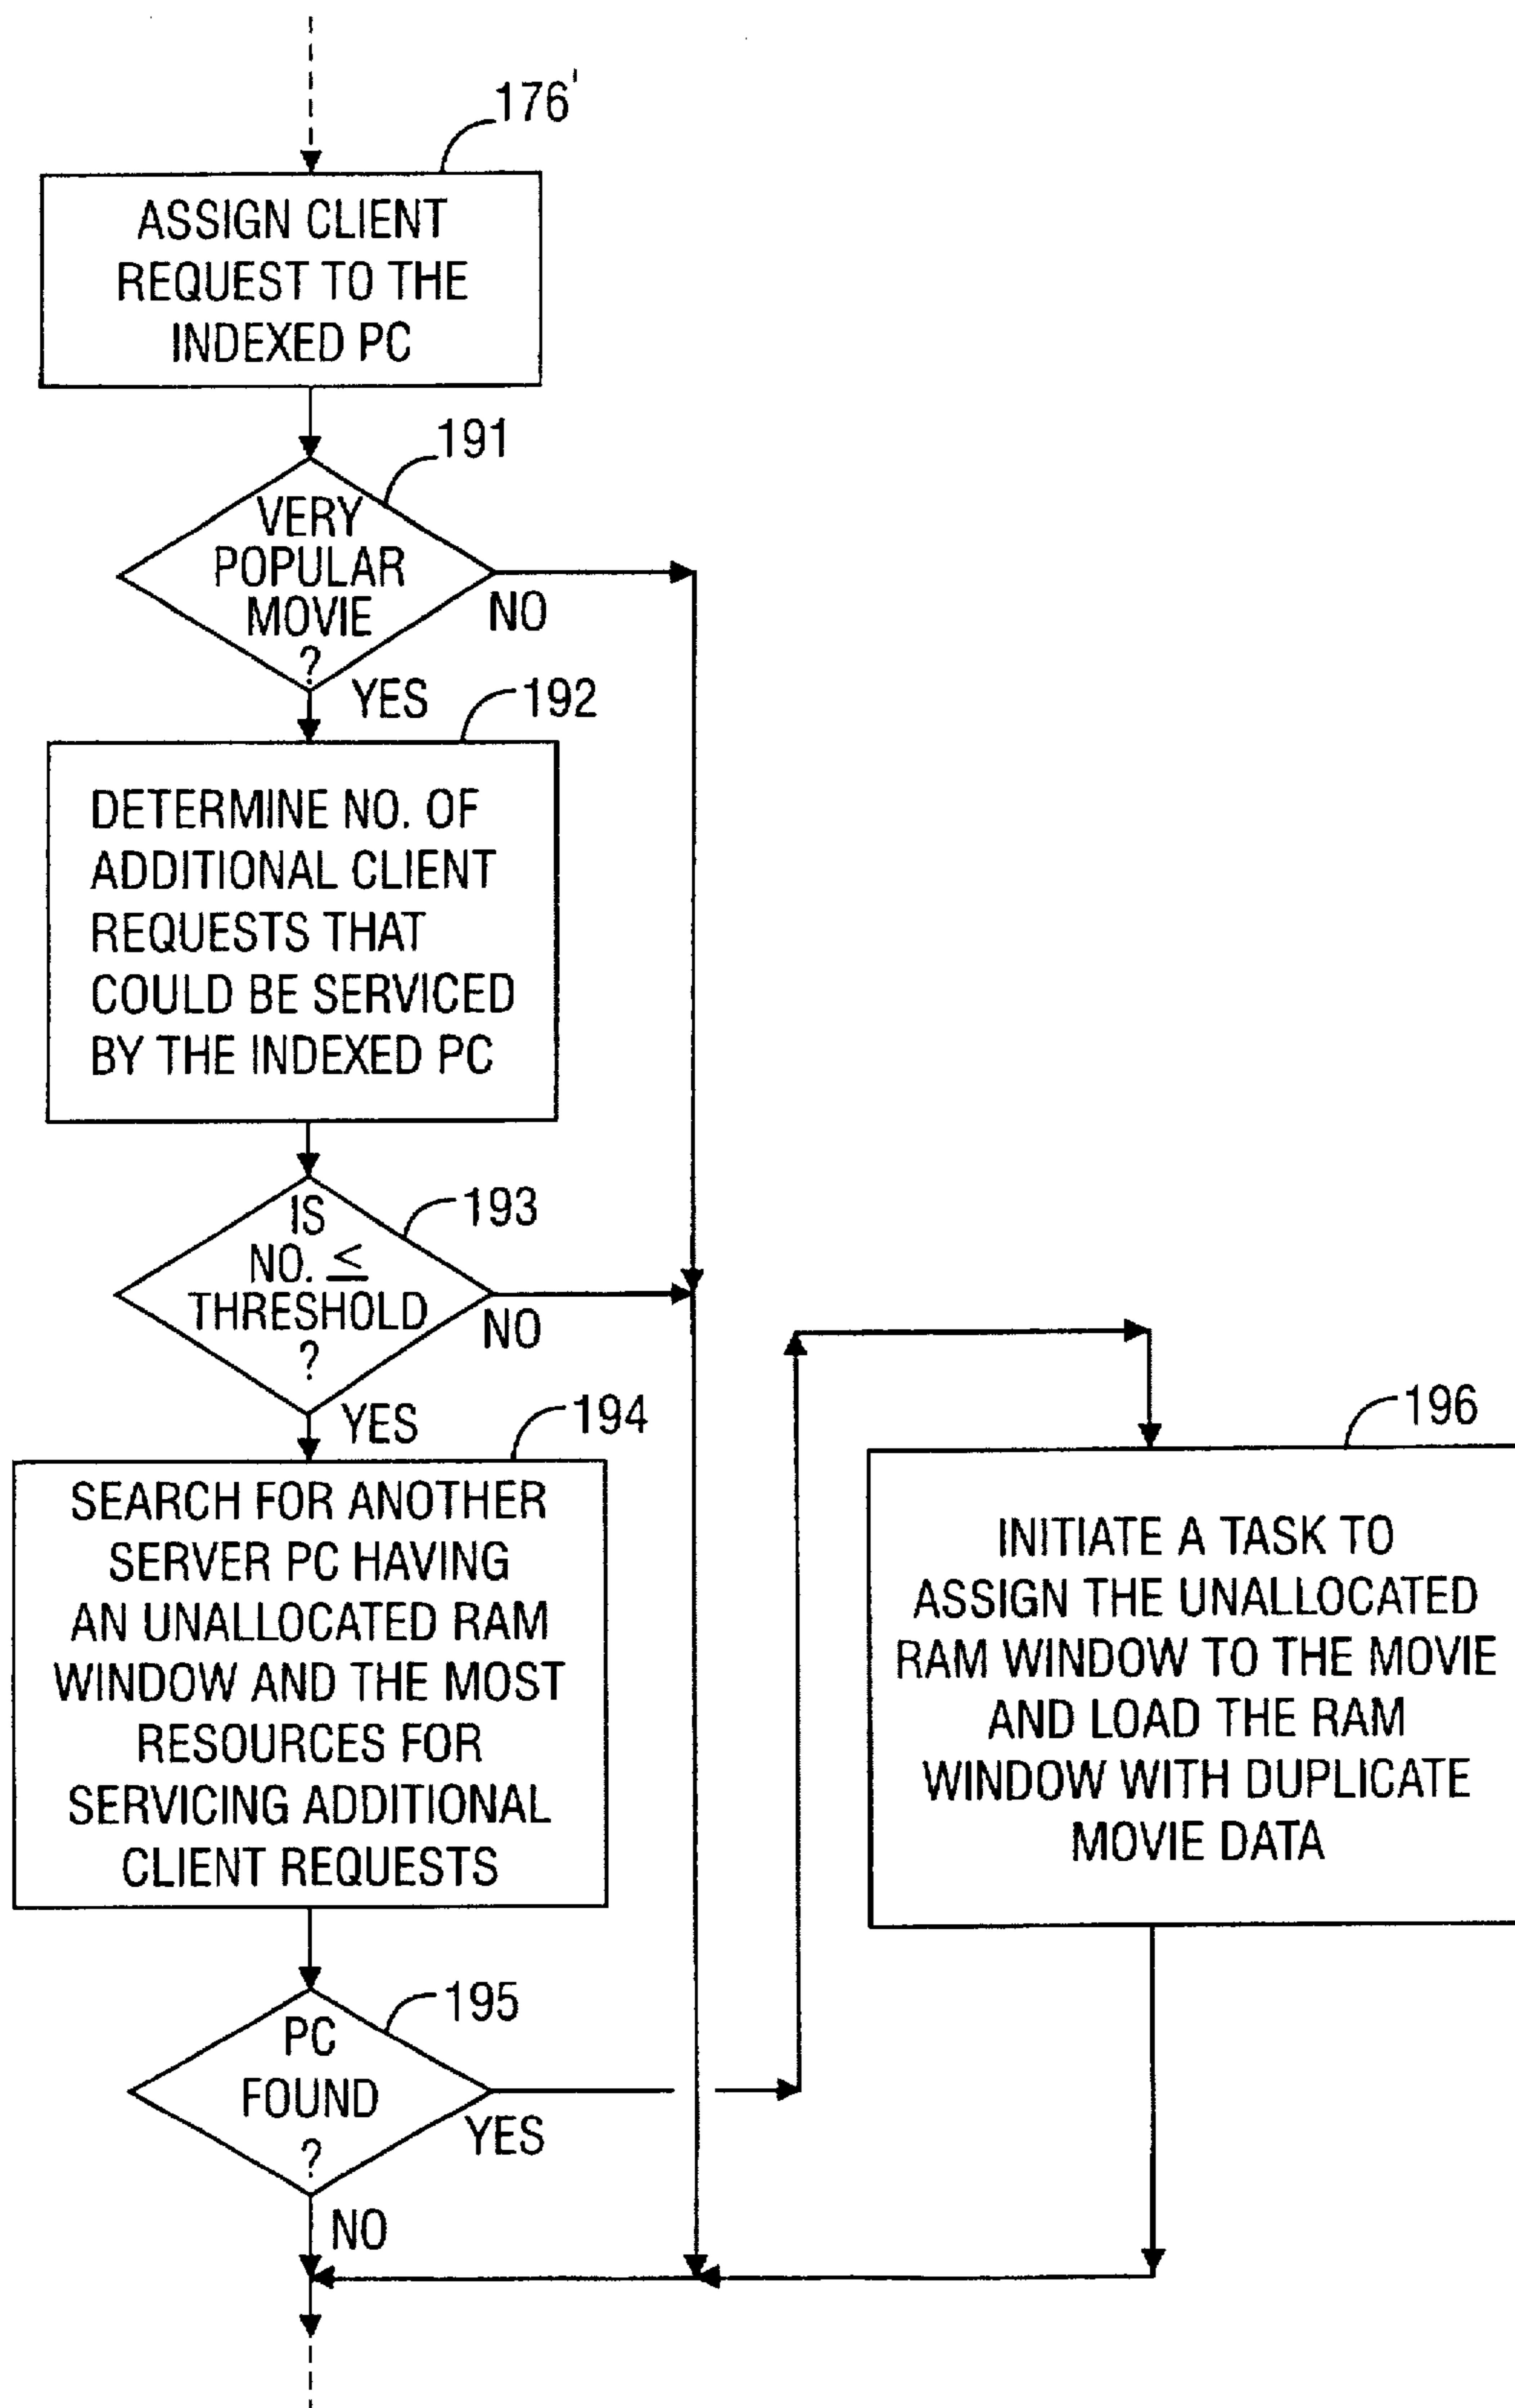 176'
ASSIGN CLIENT
REQUEST TO THE
INDEXED PC
191
VERY
POPULAR
MOVIE
?
NO
YES
192
DETERMINE NO. OF
ADDITIONAL CLIENT
REQUESTS THAT
COULD BE SERVICED
BY THE INDEXED PC
193
IS
NO. ≤
THRESHOLD
?
NO
YES
194
SEARCH FOR ANOTHER
SERVER PC HAVING
AN UNALLOCATED RAM
WINDOW AND THE MOST
RESOURCES FOR
SERVICING ADDITIONAL
CLIENT REQUESTS
195
PC
FOUND
?
YES
NO
196
INITIATE A TASK TO
ASSIGN THE UNALLOCATED
RAM WINDOW TO THE MOVIE
AND LOAD THE RAM
WINDOW WITH DUPLICATE
MOVIE DATA